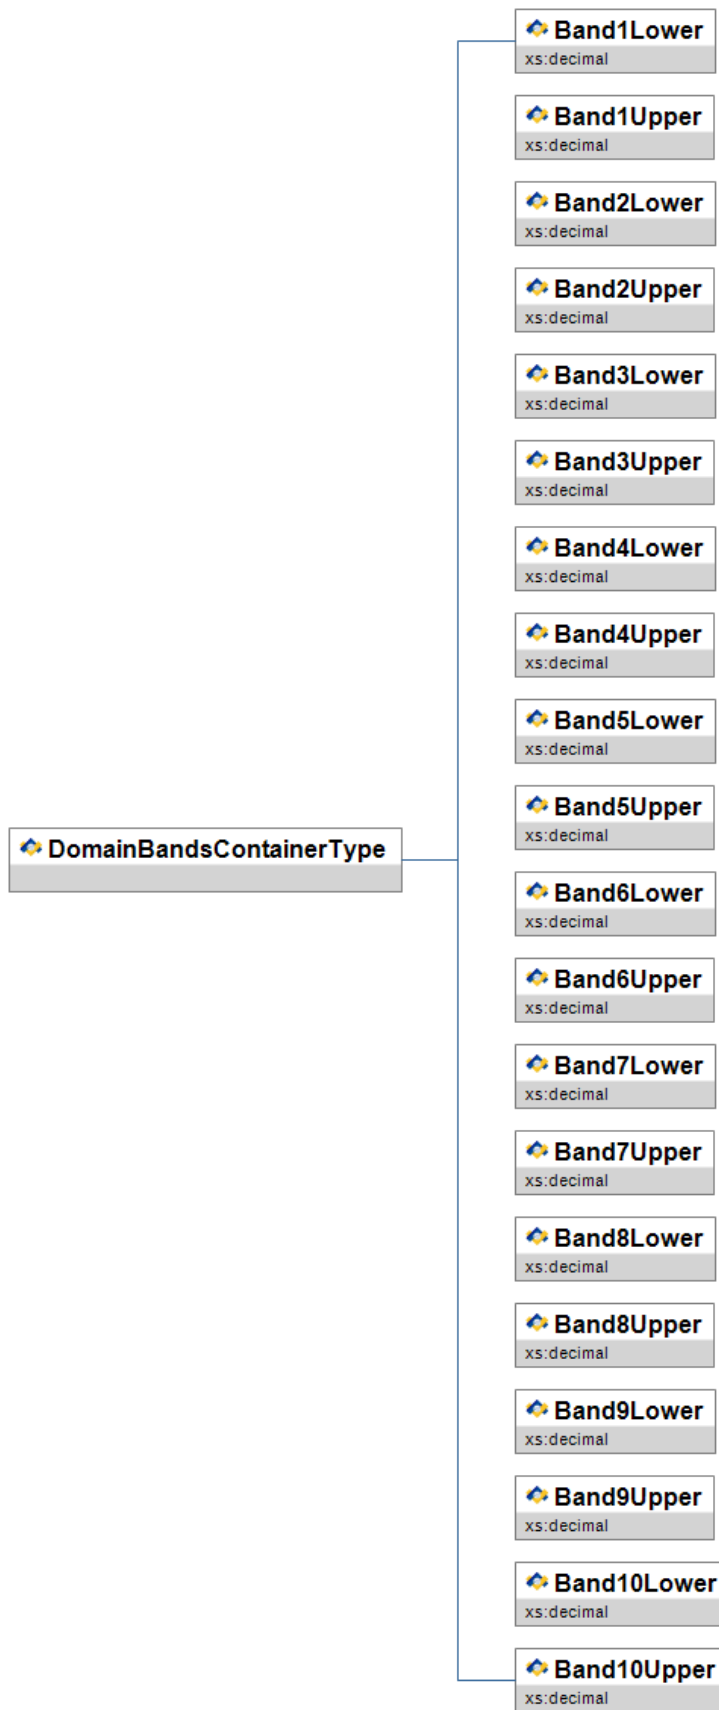 Band1Lower
xs:decimal
Band1Upper
xs:decimal
Band2Lower
xs:decimal
Band2Upper
xs:decimal
Band3Lower
xs:decimal
Band3Upper
xs:decimal
Band4Lower
xs:decimal
Band4Upper
xs:decimal
Band5Lower
xs:decimal
Band5Upper
xs:decimal
DomainBandsContainerType
Band6Lower
xs:decimal
Band6Upper
xs:decimal
Band7Lower
xs:decimal
Band7Upper
xs:decimal
Band8Lower
xs:decimal
Band8Upper
xs:decimal
Band9Lower
xs:decimal
Band9Upper
xs:decimal
Band10Lower
xs:decimal
Band10Upper
xs:decimal